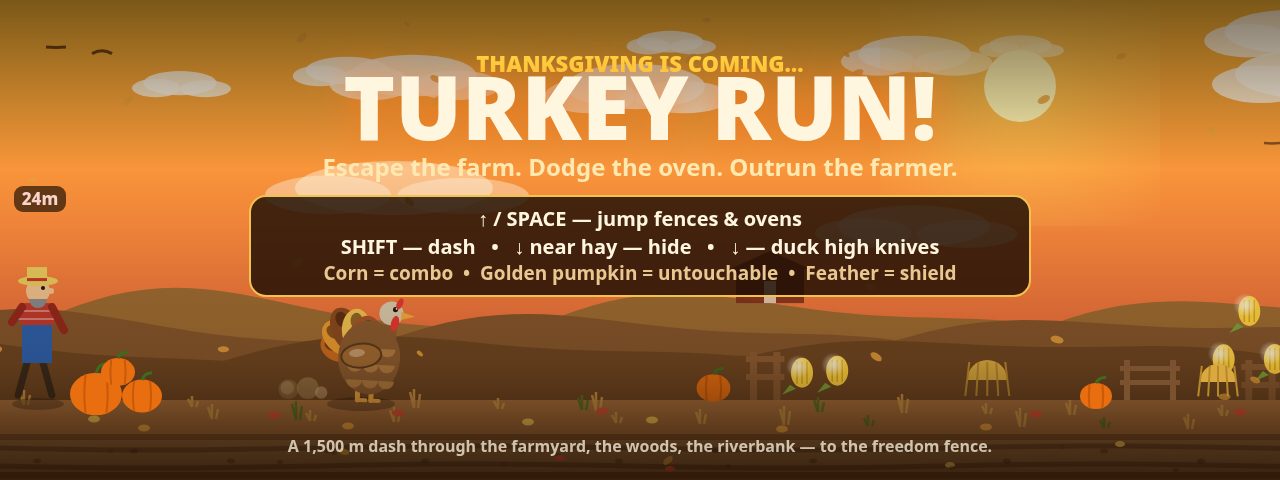 THANKSGIVING IS COMING...
TURKEY RUN!
Escape the farm. Dodge the oven. Outrun the farmer.
24m
↑ / SPACE — jump fences & ovens
SHIFT — dash • ↓ near hay — hide • ↓ — duck high knives
Corn = combo • Golden pumpkin = untouchable • Feather = shield
A 1,500 m dash through the farmyard, the woods, the riverbank — to the freedom fence.